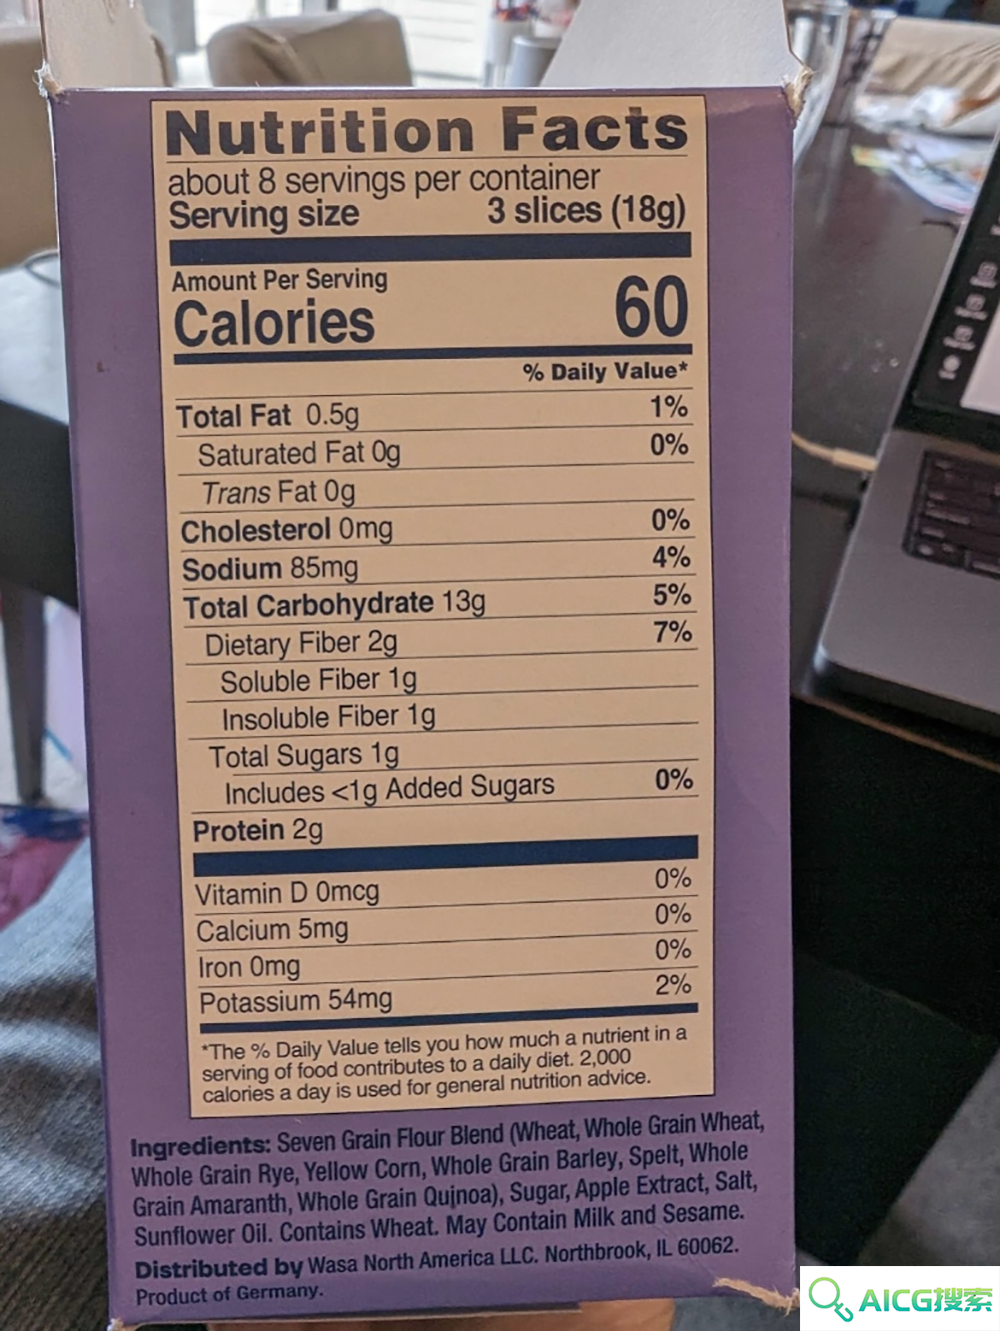 Nutrition Facts
about 8 servings per container
Serving size 3 slices (18g)
Amount Per Serving
Calories 60
% Daily Value*
Total Fat 0.5g 1%
Saturated Fat 0g 0%
Trans Fat 0g
Cholesterol 0mg 0%
Sodium 85mg 4%
Total Carbohydrate 13g 5%
Dietary Fiber 2g 7%
Soluble Fiber 1g
Insoluble Fiber 1g
Total Sugars 1g
Includes <1g Added Sugars 0%
Protein 2g
Vitamin D 0mcg 0%
Calcium 5mg 0%
Iron 0mg 0%
Potassium 54mg 2%
*The % Daily Value tells you how much a nutrient in a
serving of food contributes to a daily diet. 2,000
calories a day is used for general nutrition advice.
Ingredients: Seven Grain Flour Blend (Wheat, Whole Grain Wheat,
Whole Grain Rye, Yellow Corn, Whole Grain Barley, Spelt, Whole
Grain Amaranth, Whole Grain Quinoa), Sugar, Apple Extract, Salt,
Sunflower Oil. Contains Wheat. May Contain Milk and Sesame.
Distributed by Wasa North America LLC. Northbrook, IL 60062.
Product of Germany.
AICG搜索